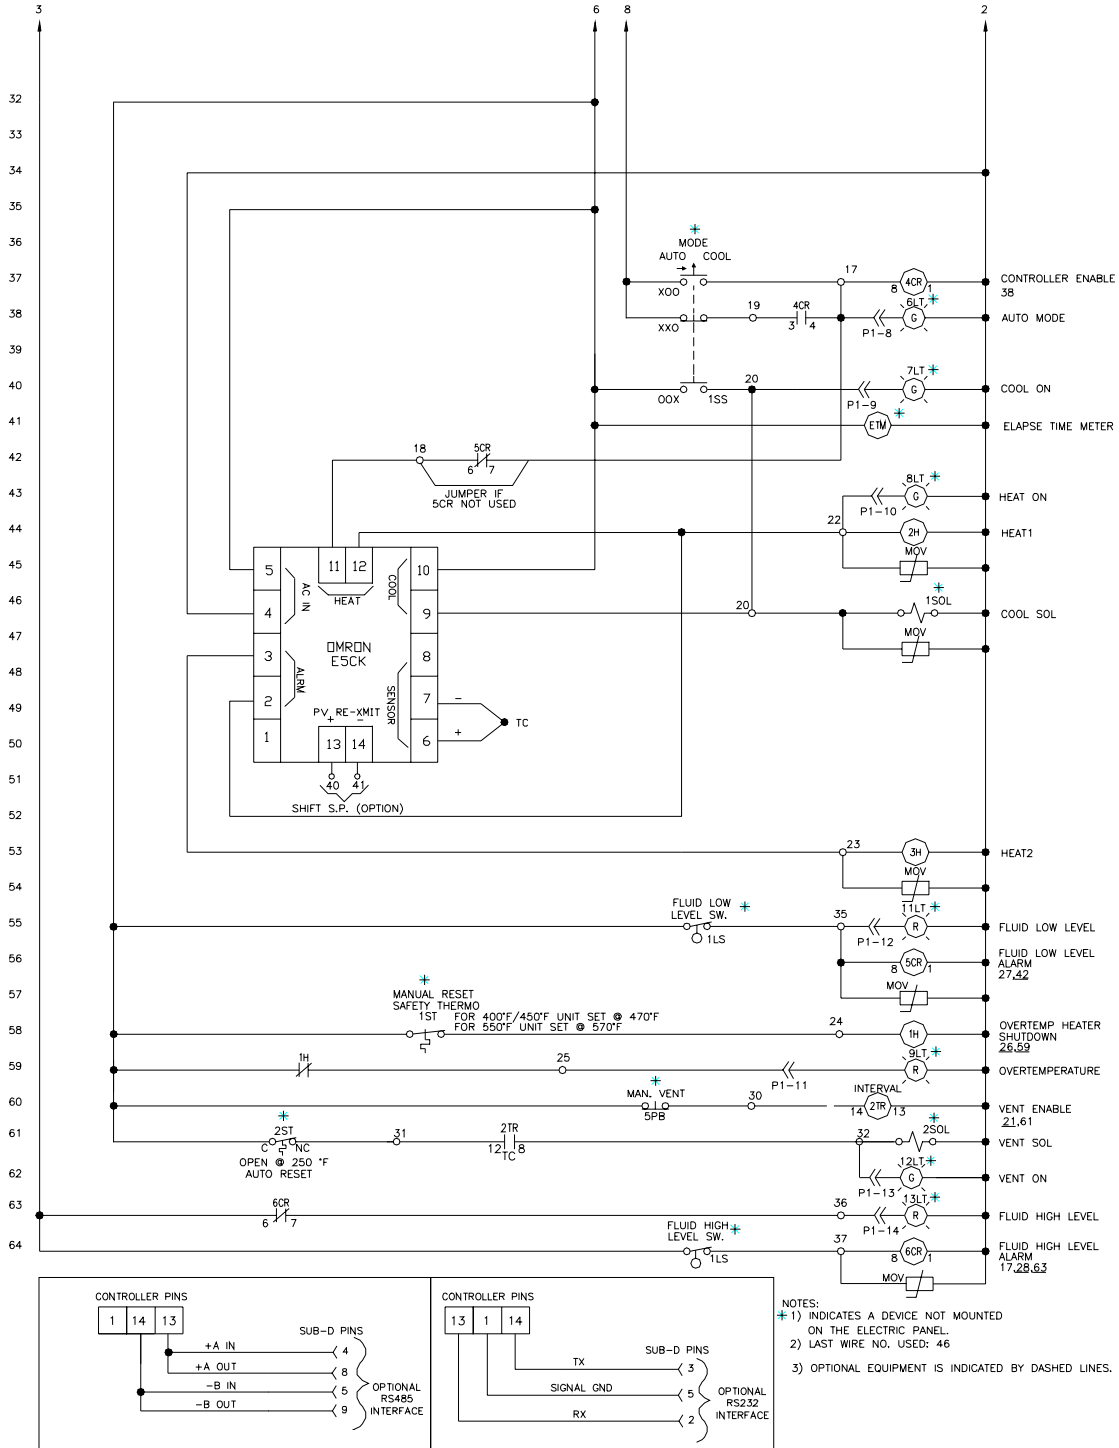 3 6 8 2
32
33
34
35
36
MODE
AUTO COOL
37 XOO 17 8 4CR 1 CONTROLLER ENABLE
38
6LT
38 XXO 19 4CR 3 4 P1-8 G AUTO MODE
39
7LT
40 OOX 1SS 20 P1-9 G COOL ON
41 ETM ELAPSE TIME METER
42 18 5CR 6 7
JUMPER IF
5CR NOT USED
8LT
43 P1-10 G HEAT ON
44 22 2H HEAT1
MOV
45 5 11 12 10
AC IN HEAT COOL
46 4 9 20 1SOL COOL SOL
47 MOV
OMRON
E5CK
3 8
48 ALRM SENSOR
2 7 -
49 PV RE-XMIT TC
+ -
50 1 13 14 6 +
51 40 41
SHIFT S.P. (OPTION)
52
53 23 3H HEAT2
54 MOV
FLUID LOW
LEVEL SW.
11LT
55 1LS 35 P1-12 R FLUID LOW LEVEL
56 8 5CR 1 FLUID LOW LEVEL
ALARM
27,42
57 MOV
MANUAL RESET
SAFETY THERMO
1ST FOR 400°F/450°F UNIT SET @ 470°F
FOR 550°F UNIT SET @ 570°F
58 24 1H OVERTEMP HEATER
SHUTDOWN
26,59
9LT
59 1H 25 P1-11 R OVERTEMPERATURE
60 MAN. VENT
5PB 30 INTERVAL
14 2TR 13 VENT ENABLE
21,61
61 2ST
C NC
OPEN @ 250 °F
AUTO RESET
31 2TR
12 8
TC
32 2SOL VENT SOL
12LT
62 P1-13 G VENT ON
13LT
63 6CR 6 7 36 P1-14 R FLUID HIGH LEVEL
FLUID HIGH
LEVEL SW.
64 1LS 37 8 6CR 1 FLUID HIGH LEVEL
ALARM
17,28,63
MOV
CONTROLLER PINS
1 14 13
SUB-D PINS
+A IN 4
+A OUT 8
-B IN 5
-B OUT 9
OPTIONAL
RS485
INTERFACE
CONTROLLER PINS
13 1 14
SUB-D PINS
TX 3
SIGNAL GND 5
RX 2
OPTIONAL
RS232
INTERFACE
NOTES:
1) INDICATES A DEVICE NOT MOUNTED
ON THE ELECTRIC PANEL.
2) LAST WIRE NO. USED: 46
3) OPTIONAL EQUIPMENT IS INDICATED BY DASHED LINES.